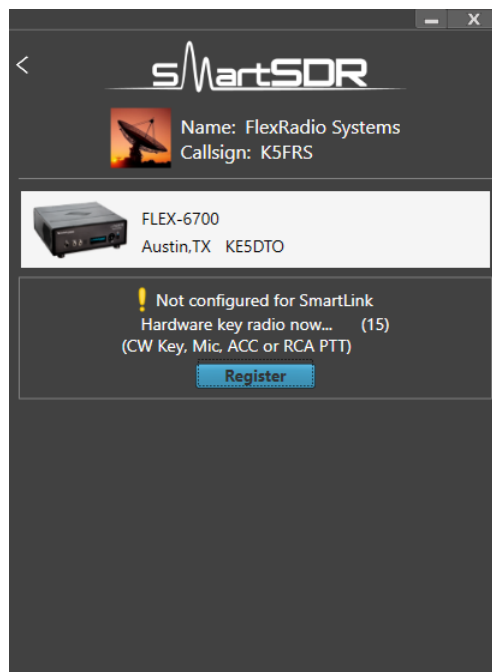 smartSDR
Name: FlexRadio Systems
Callsign: K5FRS
FLEX-6700
Austin,TX KE5DTO
Not configured for SmartLink
Hardware key radio now... (15)
(CW Key, Mic, ACC or RCA PTT)
Register